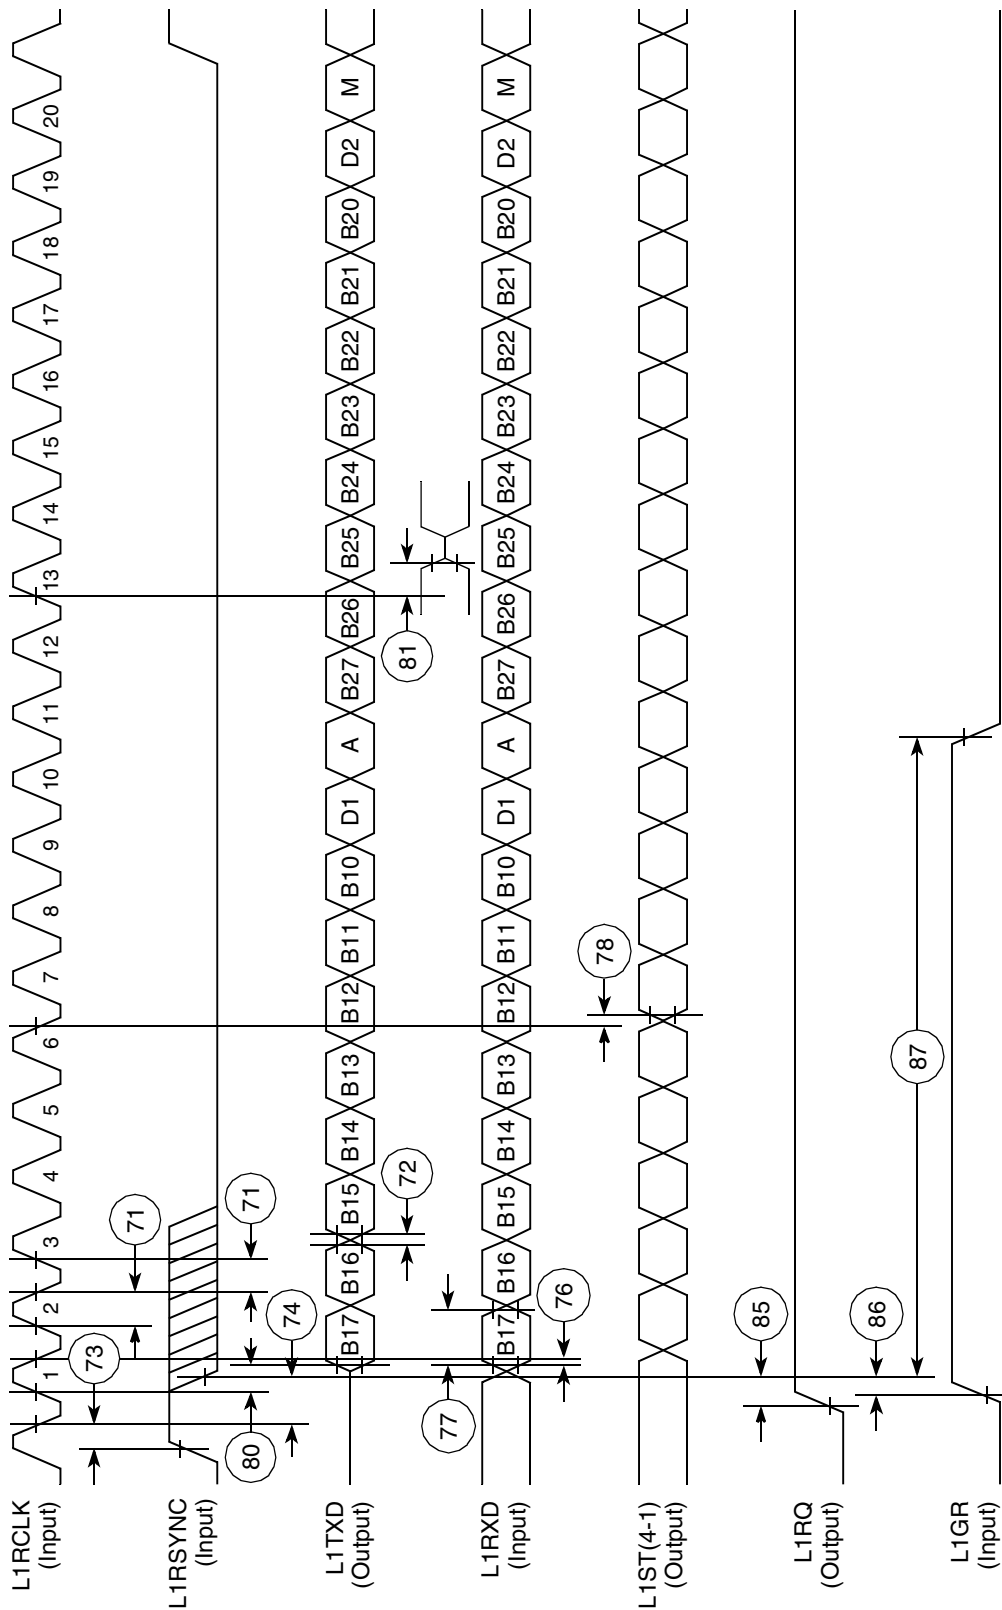 L1RCLK
(Input)
1 2 3 4 5 6 7 8 9 10 11 12 13 14 15 16 17 18 19 20
73
71
L1RSYNC
(Input)
80
74
71
L1TXD
(Output)
B17 B16 B15 B14 B13 B12 B11 B10 D1 A B27 B26 B25 B24 B23 B22 B21 B20 D2 M
72
81
77
L1RXD
(Input)
B17 B16 B15 B14 B13 B12 B11 B10 D1 A B27 B26 B25 B24 B23 B22 B21 B20 D2 M
76
78
L1ST(4-1)
(Output)
85
L1RQ
(Output)
86
87
L1GR
(Input)